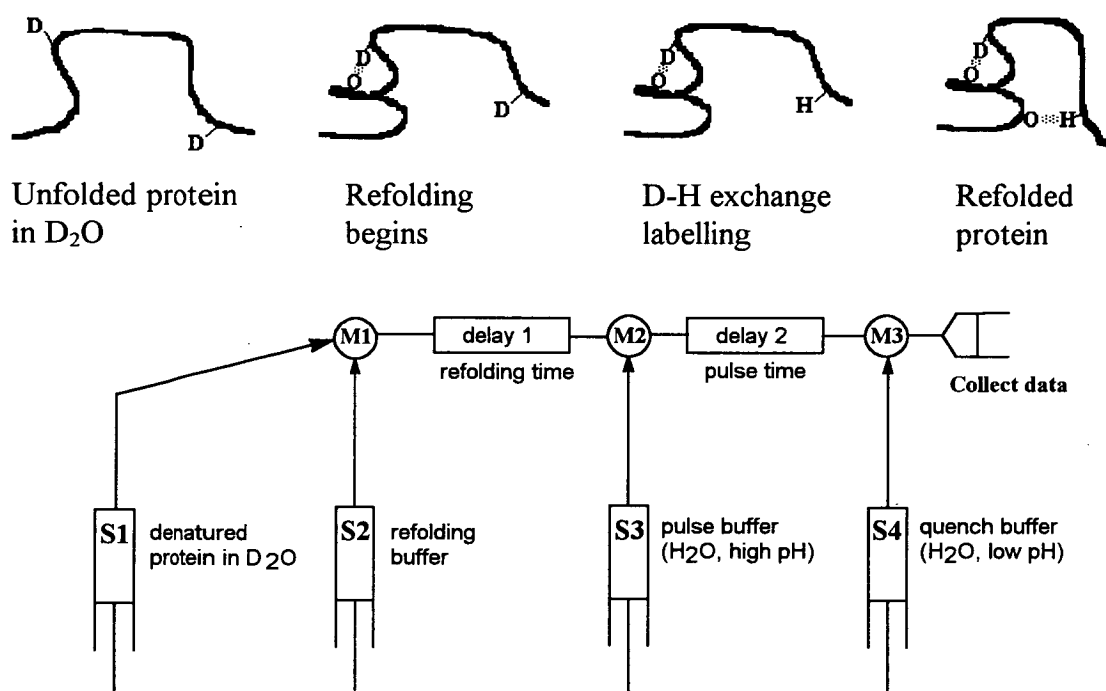 D
D
Unfolded protein
in D₂O
D
O
D
Refolding
begins
D
O
H
D-H exchange
labelling
D
O
O H
Refolded
protein
M1
delay 1
refolding time
M2
delay 2
pulse time
M3
Collect data
S1
denatured
protein in D₂O
S2
refolding
buffer
S3
pulse buffer
(H₂O, high pH)
S4
quench buffer
(H₂O, low pH)